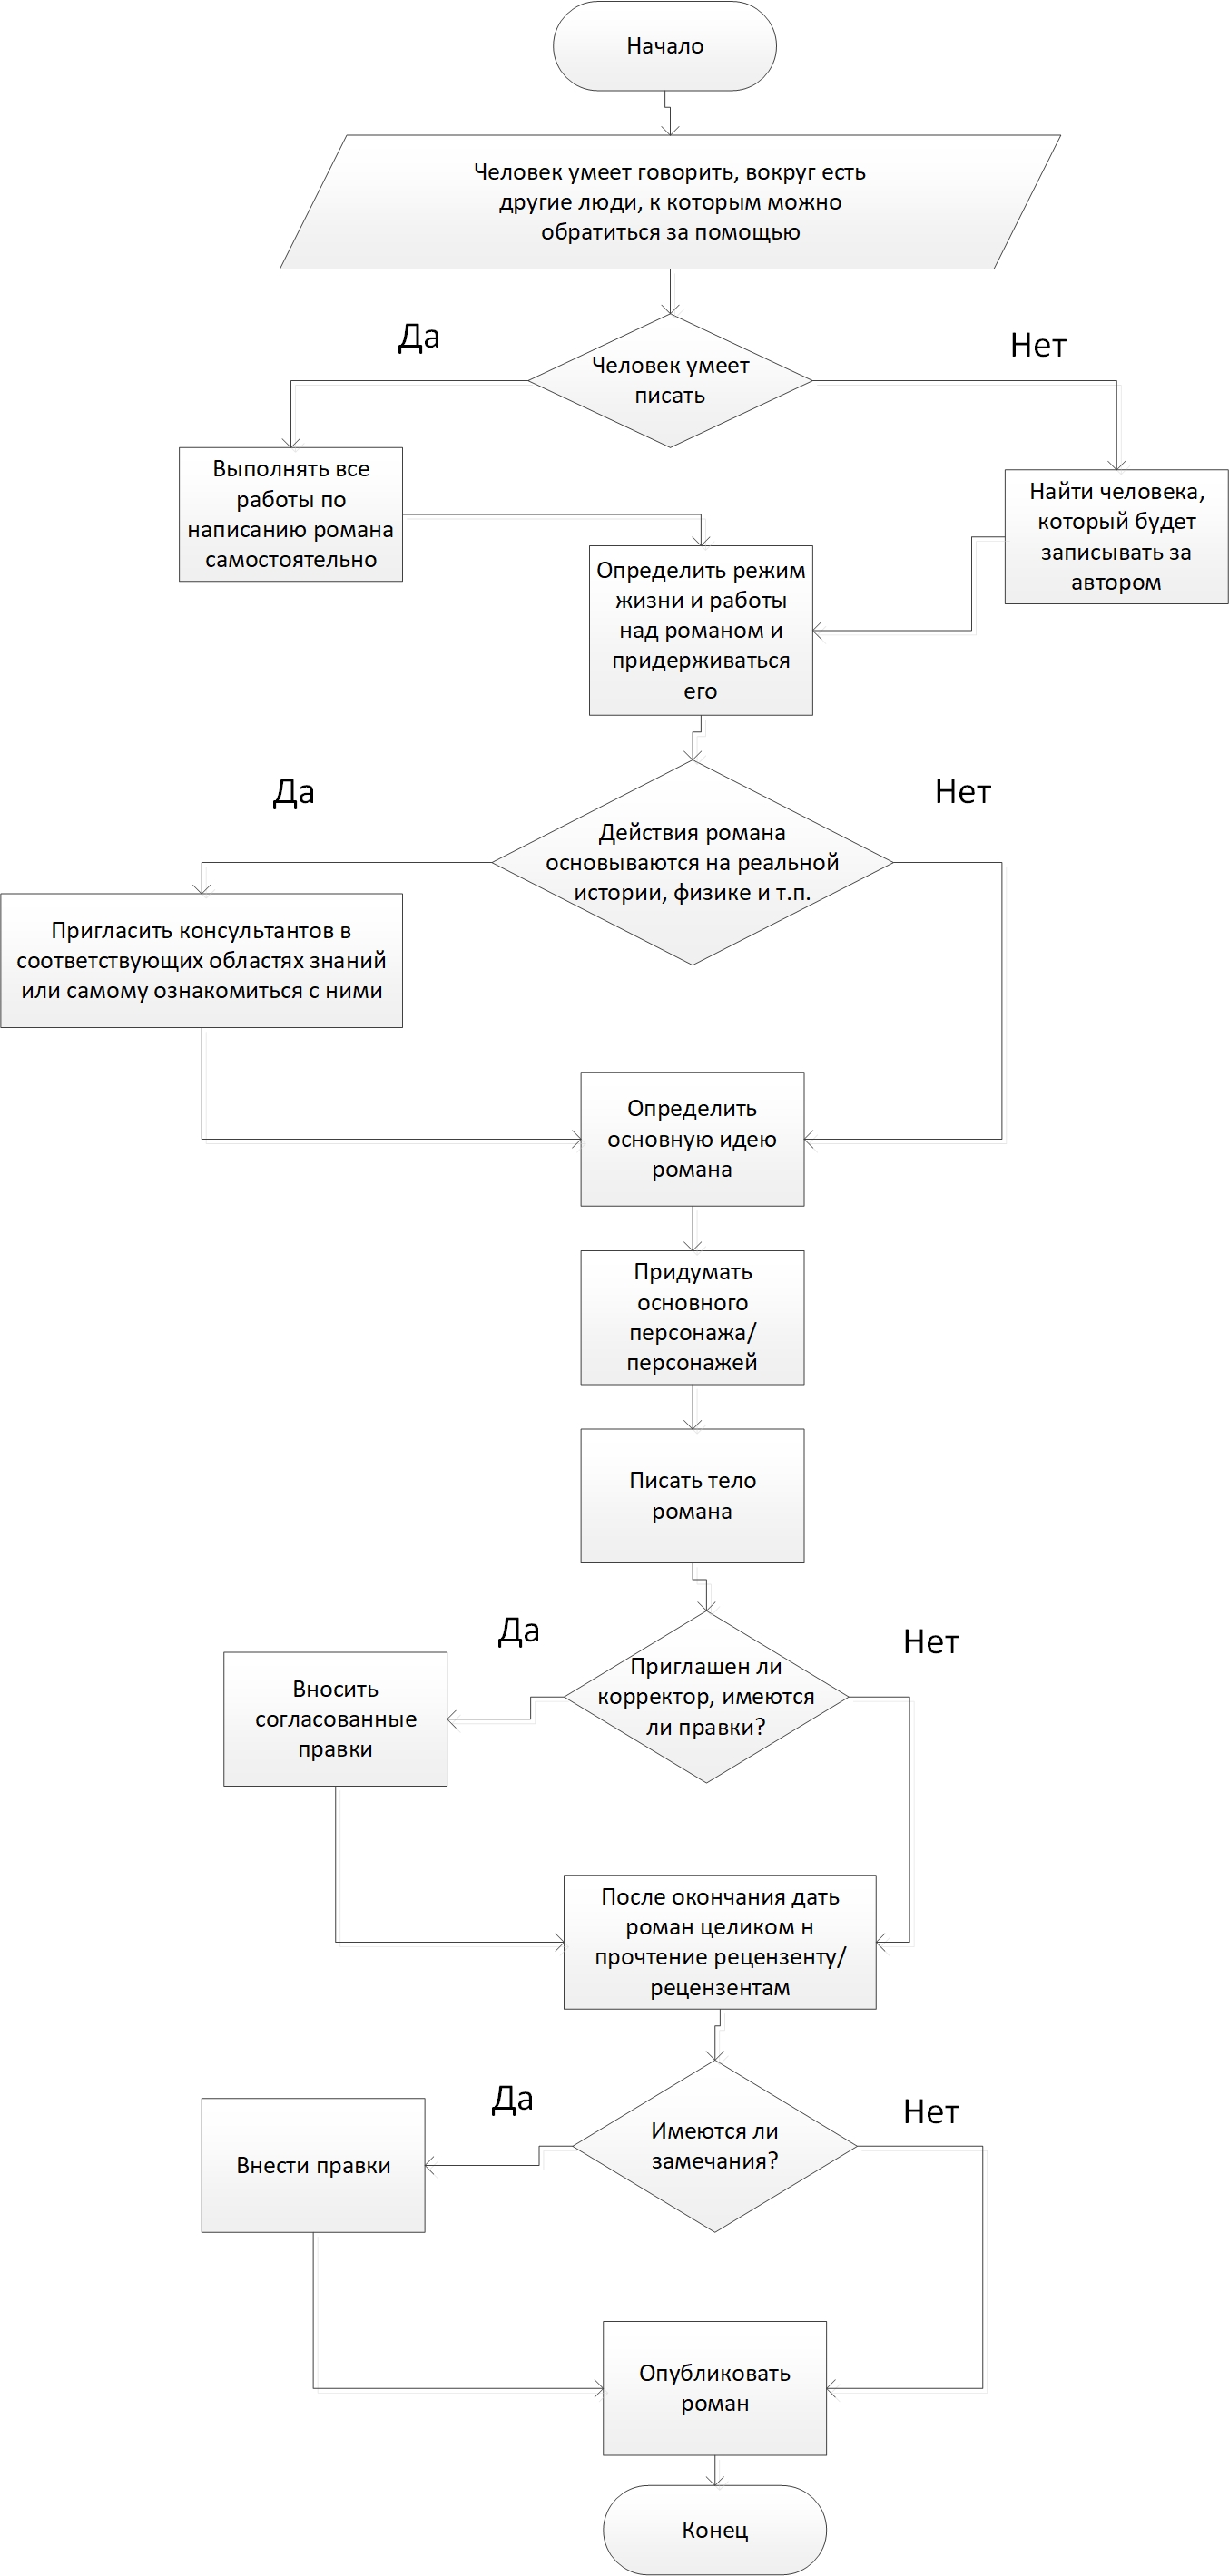 Начало
Человек умеет говорить, вокруг есть
другие люди, к которым можно
обратиться за помощью
Да
Нет
Человек умеет
писать
Выполнять все
работы по
написанию романа
самостоятельно
Найти человека,
который будет
записывать за
автором
Определить режим
жизни и работы
над романом и
придерживаться
его
Да
Нет
Действия романа
основываются на реальной
истории, физике и т.п.
Пригласить консультантов в
соответствующих областях знаний
или самому ознакомиться с ними
Определить
основную идею
романа
Придумать
основного
персонажа/
персонажей
Писать тело
романа
Да
Нет
Приглашен ли
корректор, имеются
ли правки?
Вносить
согласованные
правки
После окончания дать
роман целиком н
прочтение рецензенту/
рецензентам
Да
Нет
Имеются ли
замечания?
Внести правки
Опубликовать
роман
Конец